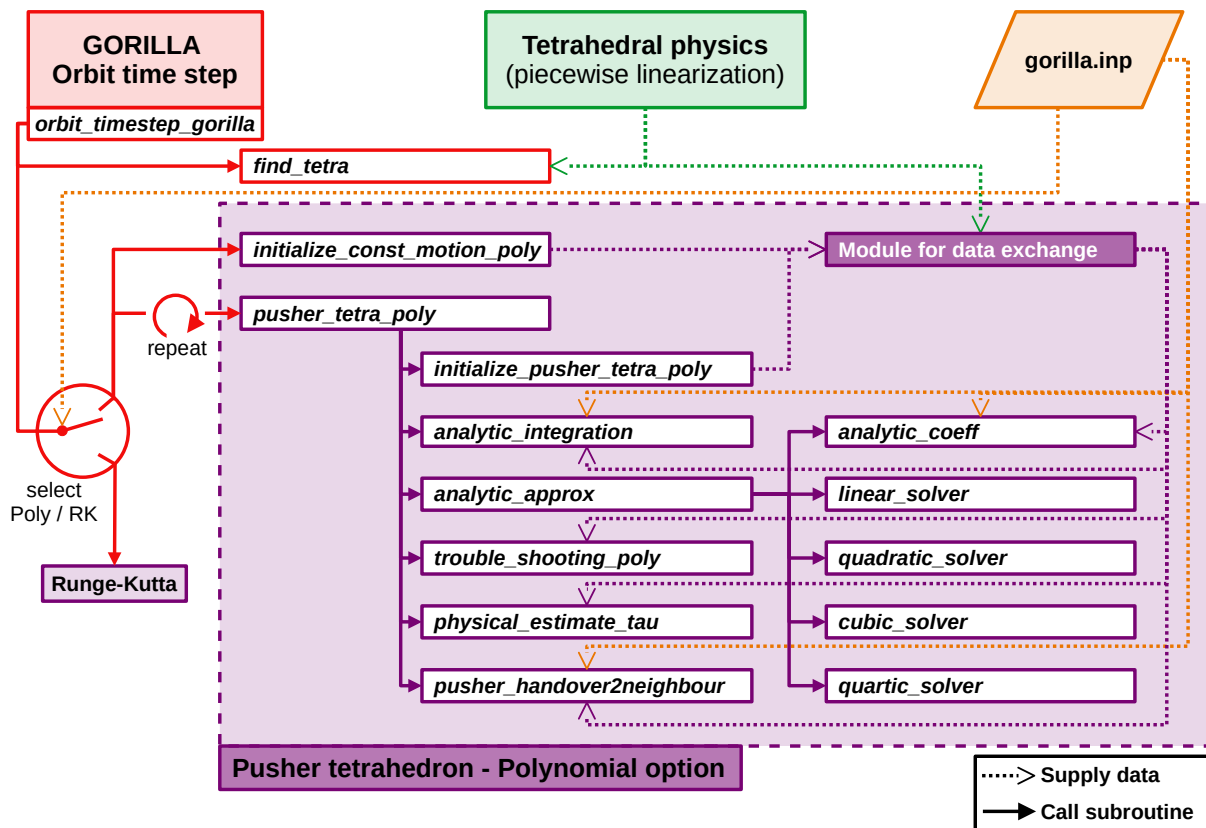 GORILLA
Orbit time step
orbit_timestep_gorilla
Tetrahedral physics
(piecewise linearization)
gorilla.inp
find_tetra
initialize_const_motion_poly
Module for data exchange
pusher_tetra_poly
repeat
initialize_pusher_tetra_poly
analytic_integration
analytic_coeff
select
Poly / RK
analytic_approx
linear_solver
trouble_shooting_poly
quadratic_solver
Runge-Kutta
physical_estimate_tau
cubic_solver
pusher_handover2neighbour
quartic_solver
Pusher tetrahedron - Polynomial option
Supply data
Call subroutine